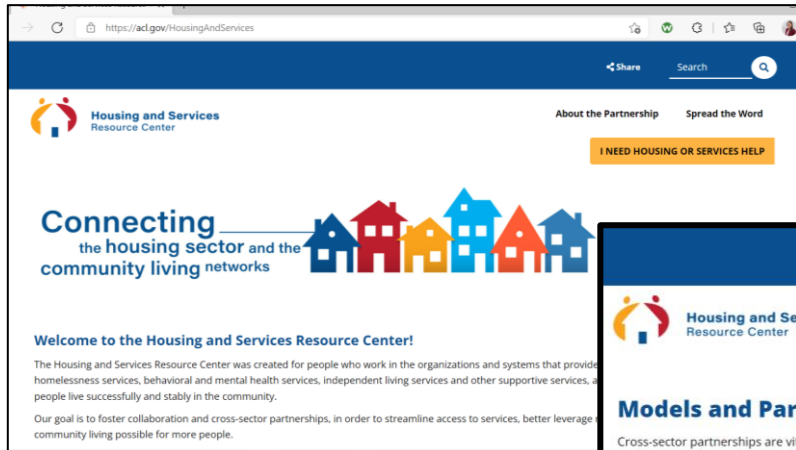 https://acl.gov/HousingAndServices
Share Search
Housing and Services
Resource Center
About the Partnership Spread the Word
I NEED HOUSING OR SERVICES HELP
Connecting
the housing sector and the
community living networks
Welcome to the Housing and Services Resource Center!
The Housing and Services Resource Center was created for people who work in the organizations and systems that provide
homelessness services, behavioral and mental health services, independent living services and other supportive services,
people live successfully and stably in the community.
Our goal is to foster collaboration and cross-sector partnerships, in order to streamline access to services, better leverage
community living possible for more people.
Housing and Se
Resource Center
Models and Par
Cross-sector partnerships are vi